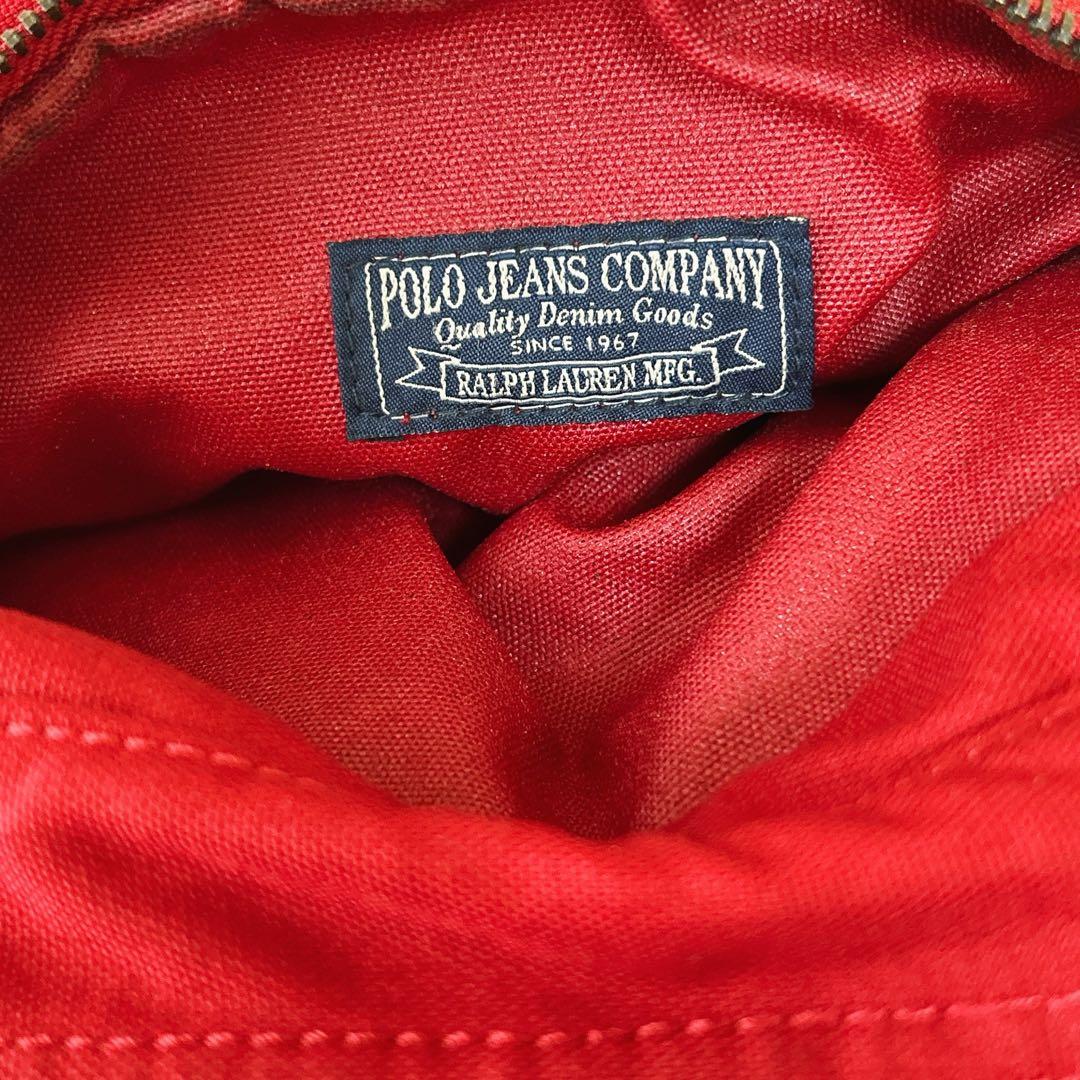 POLO JEANS COMPANY
Quality Denim Goods
SINCE 1967
RALPH LAUREN MFG.